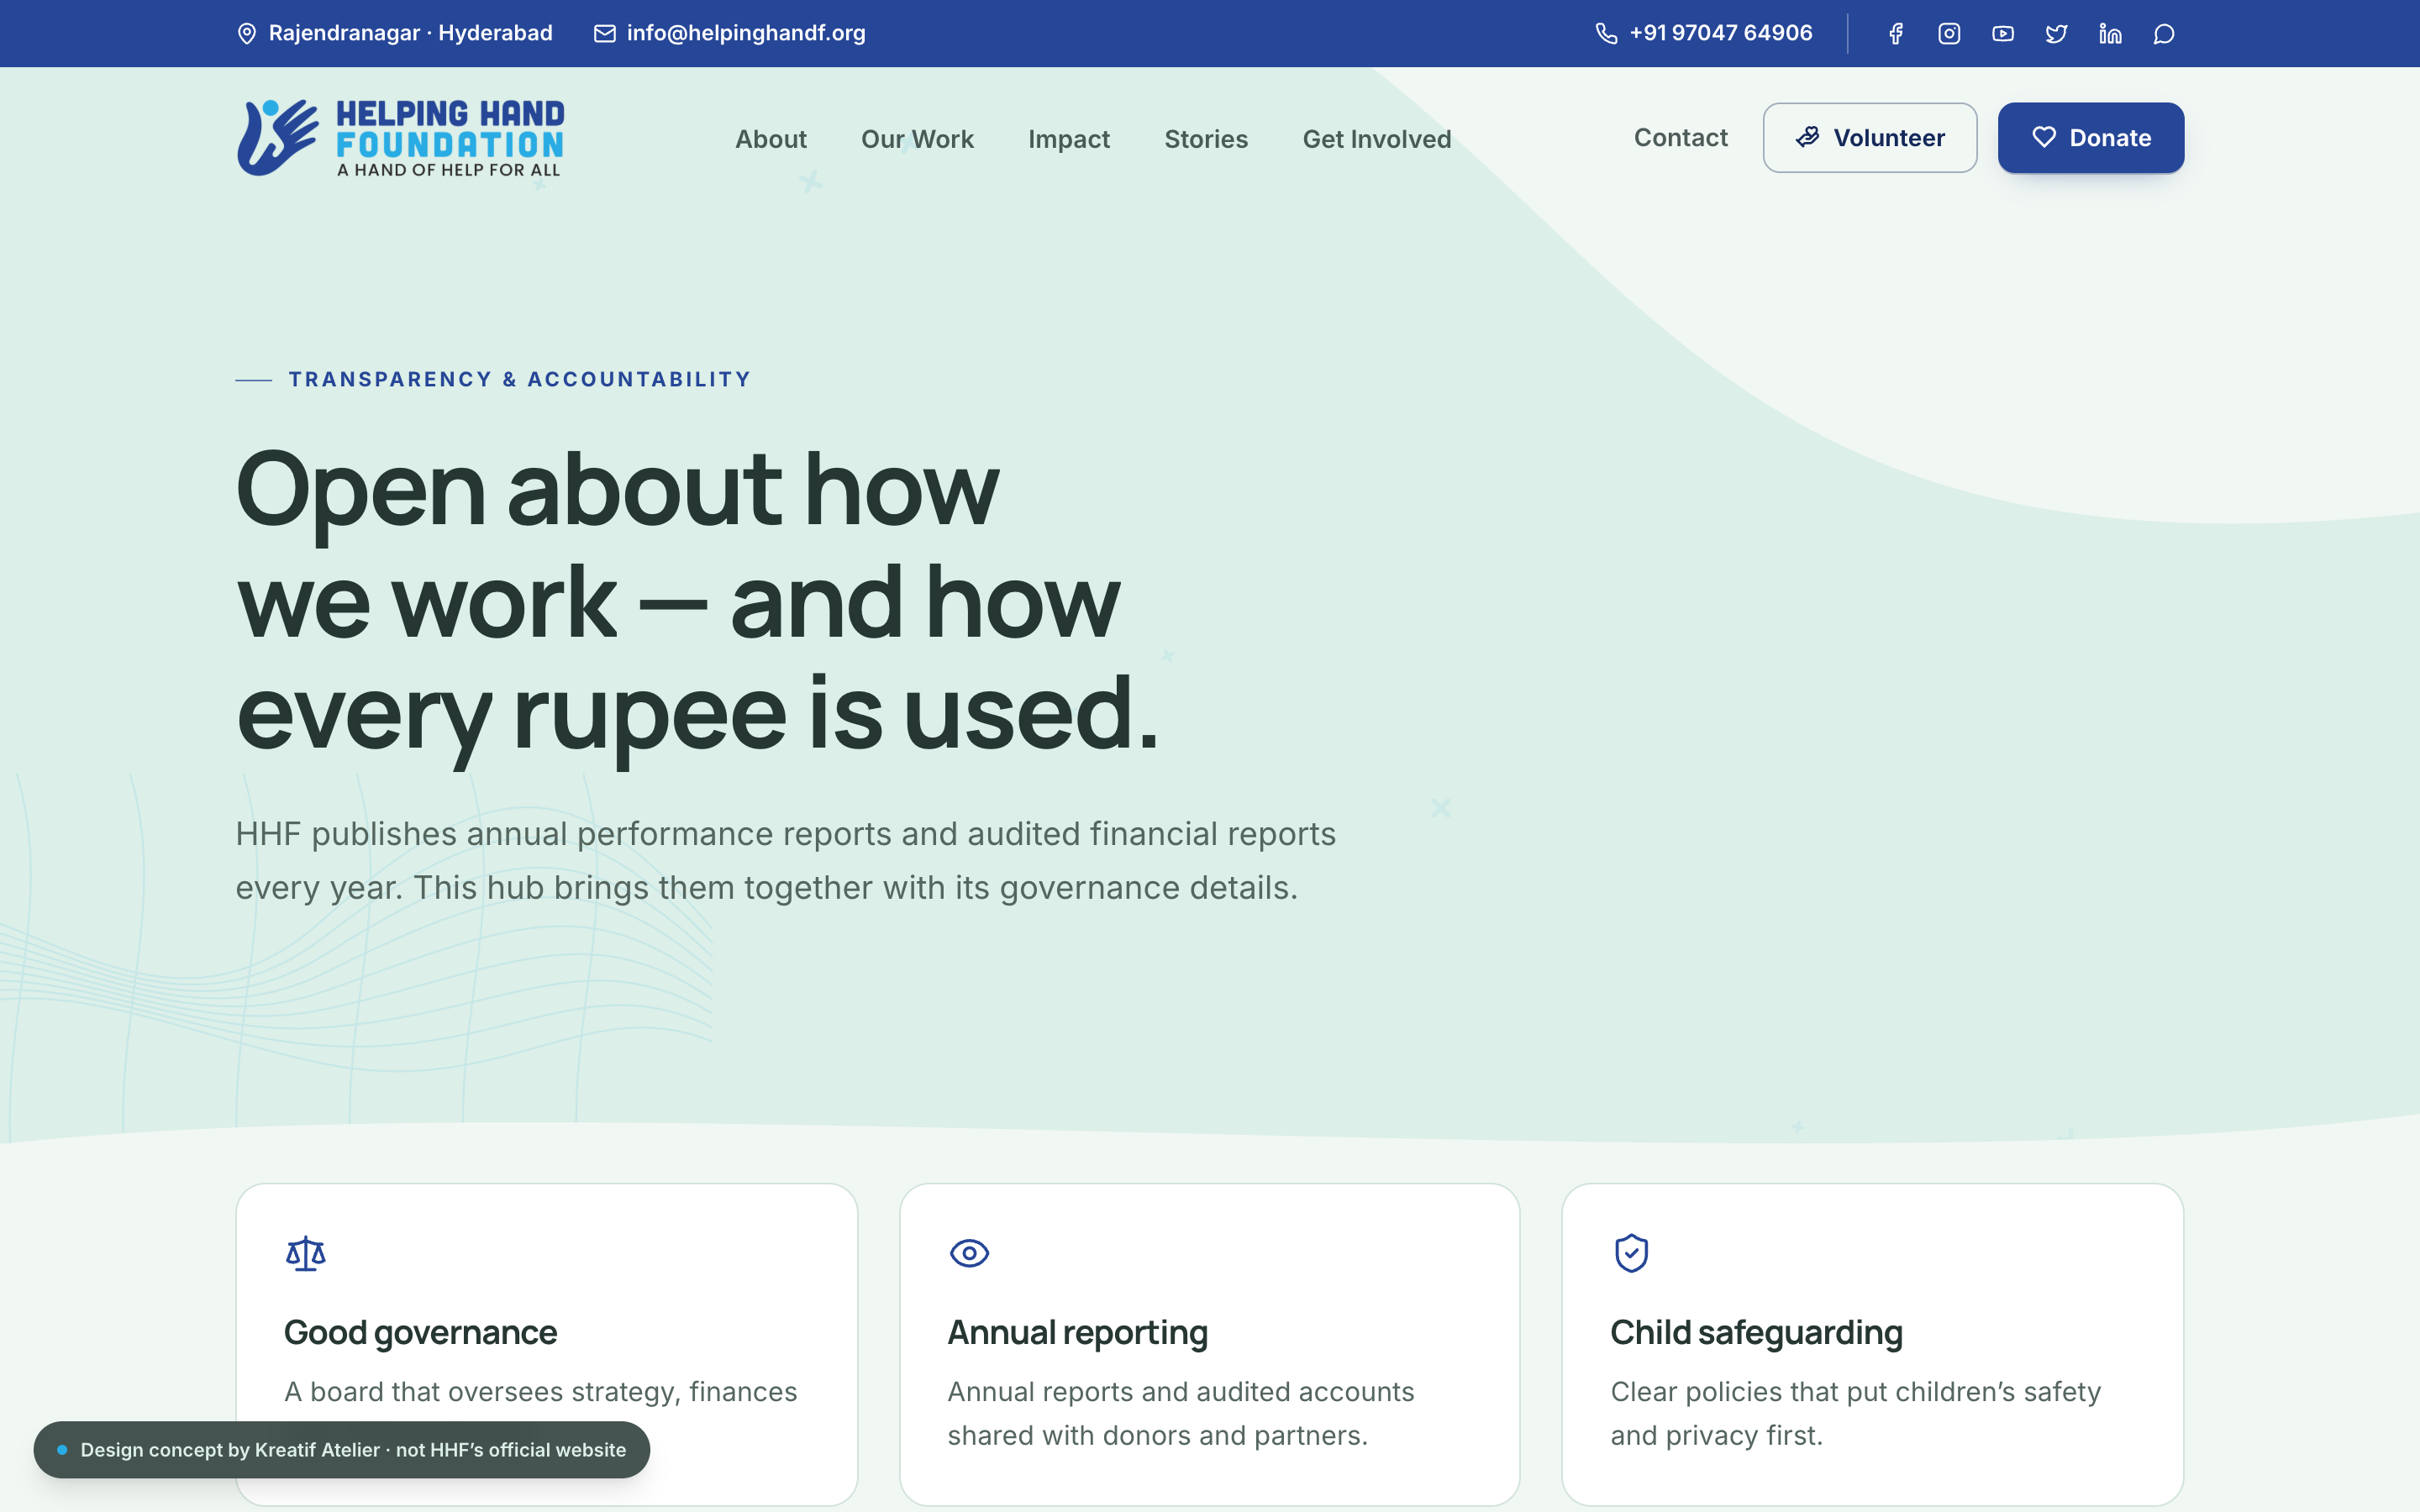 Rajendranagar · Hyderabad
info@helpinghandf.org
+91 97047 64906
HELPING HAND
FOUNDATION
A HAND OF HELP FOR ALL
About
Our Work
Impact
Stories
Get Involved
Contact
Volunteer
Donate
TRANSPARENCY & ACCOUNTABILITY
Open about how
we work — and how
every rupee is used.
HHF publishes annual performance reports and audited financial reports
every year. This hub brings them together with its governance details.
Good governance
A board that oversees strategy, finances
Annual reporting
Annual reports and audited accounts
shared with donors and partners.
Child safeguarding
Clear policies that put children’s safety
and privacy first.
Design concept by Kreatif Atelier · not HHF’s official website